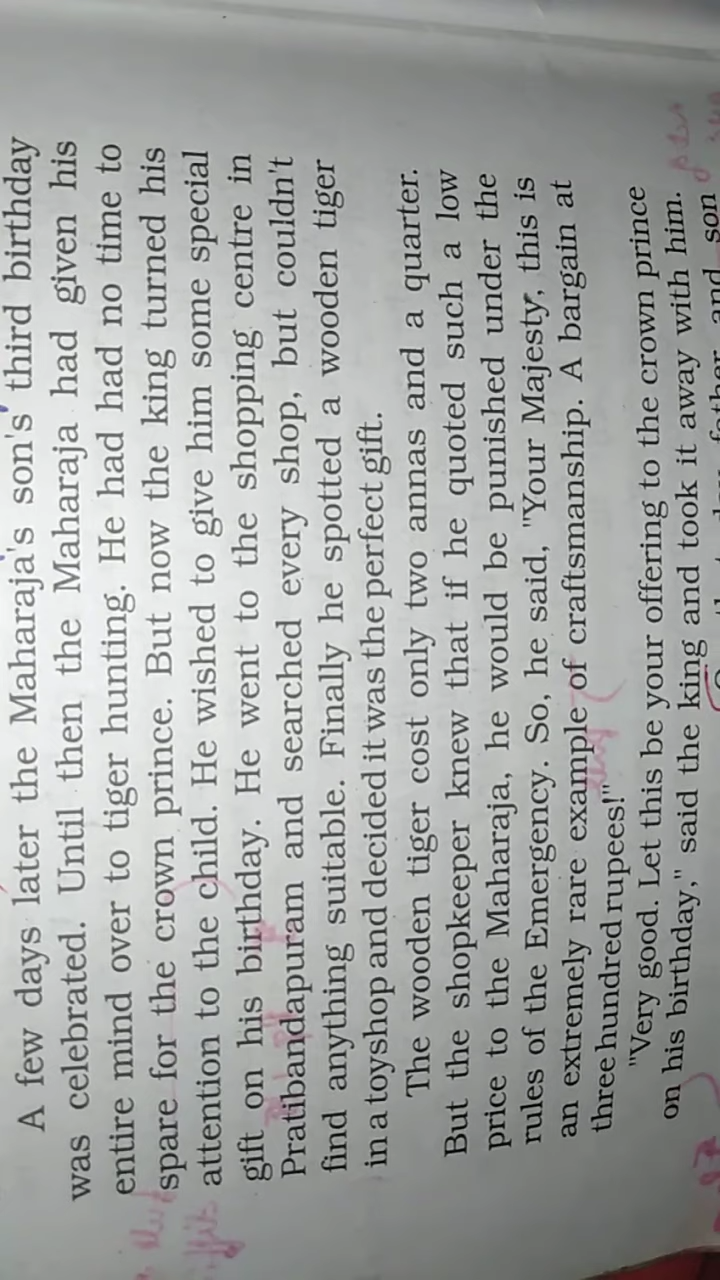 A few days later the Maharaja's son's third birthday
was celebrated. Until then, the Maharaja had given his
entire mind over to tiger hunting. He had had no time to
spare for the crown prince. But now the king turned his
attention to the child. He wished to give him some special
gift on his birthday. He went to the shopping centre in
Pratibandapuram and searched every shop, but couldn't
find anything suitable. Finally he spotted a wooden tiger
in a toyshop and decided it was the perfect gift.
The wooden tiger cost only two annas and a quarter.
But the shopkeeper knew that if he quoted such a low
price to the Maharaja, he would be punished under the
rules of the Emergency. So, he said, "Your Majesty, this is
an extremely rare example of craftsmanship. A bargain at
three hundred rupees!"
"Very good. Let this be your offering to the crown prince
on his birthday," said the king and took it away with him.
father and son